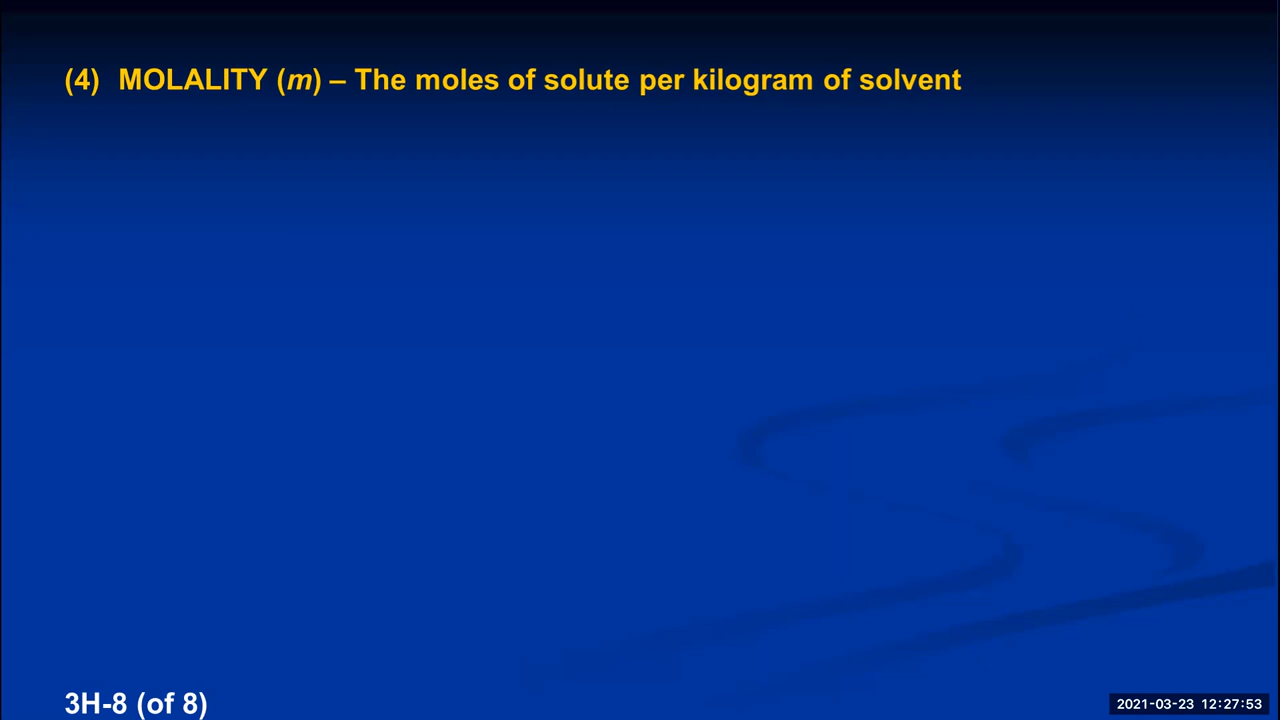 (4) MOLALITY (m) – The moles of solute per kilogram of solvent
3H-8 (of 8)
2021-03-23 12:27:53